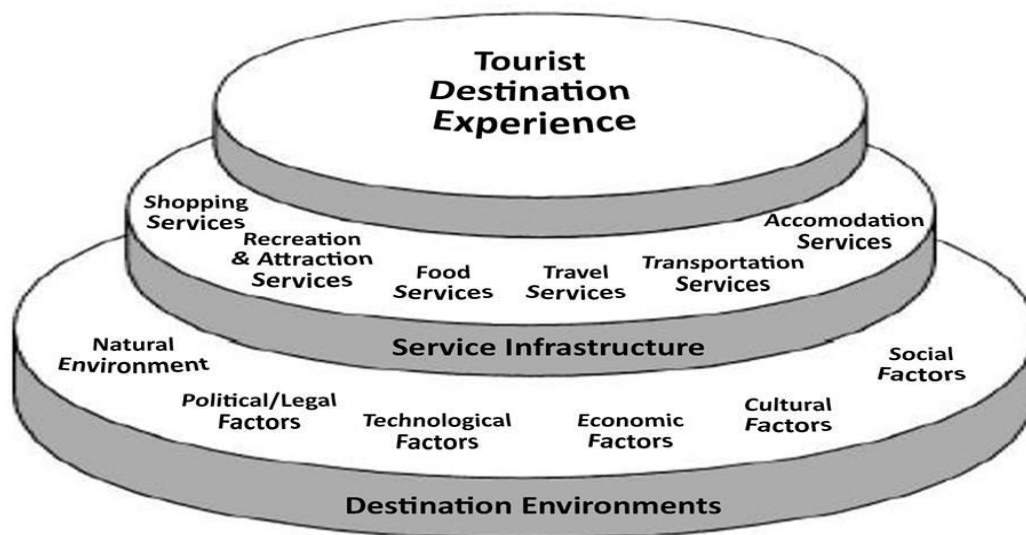 Tourist
Destination
Experience
Shopping
Services
Recreation
& Attraction
Services
Food
Services
Travel
Services
Transportation
Services
Accomodation
Services
Service Infrastructure
Natural
Environment
Political/Legal
Factors
Technological
Factors
Economic
Factors
Cultural
Factors
Social
Factors
Destination Environments